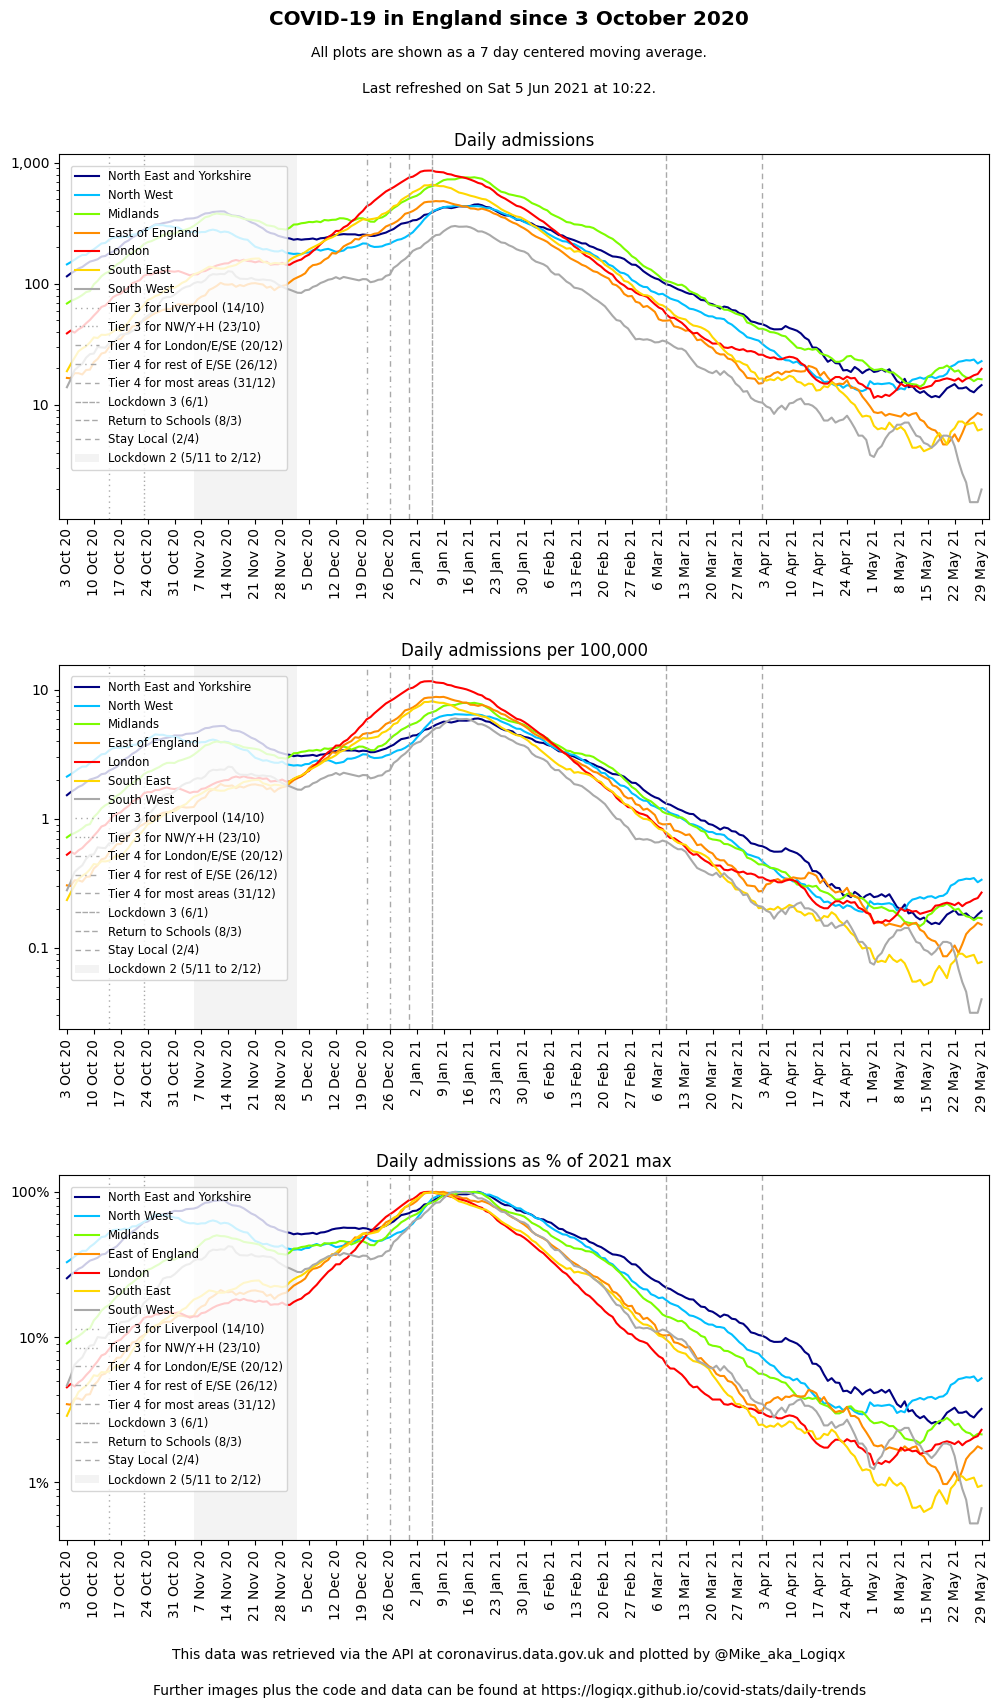 COVID-19 in England since 3 October 2020
All plots are shown as a 7 day centered moving average.
Last refreshed on Sat 5 Jun 2021 at 10:22.
Daily admissions
1,000
100
10
North East and Yorkshire
North West
Midlands
East of England
London
South East
South West
Tier 3 for Liverpool (14/10)
Tier 3 for NW/Y+H (23/10)
Tier 4 for London/E/SE (20/12)
Tier 4 for rest of E/SE (26/12)
Tier 4 for most areas (31/12)
Lockdown 3 (6/1)
Return to Schools (8/3)
Stay Local (2/4)
Lockdown 2 (5/11 to 2/12)
3 Oct 20
10 Oct 20
17 Oct 20
24 Oct 20
31 Oct 20
7 Nov 20
14 Nov 20
21 Nov 20
28 Nov 20
5 Dec 20
12 Dec 20
19 Dec 20
26 Dec 20
2 Jan 21
9 Jan 21
16 Jan 21
23 Jan 21
30 Jan 21
6 Feb 21
13 Feb 21
20 Feb 21
27 Feb 21
6 Mar 21
13 Mar 21
20 Mar 21
27 Mar 21
3 Apr 21
10 Apr 21
17 Apr 21
24 Apr 21
1 May 21
8 May 21
15 May 21
22 May 21
29 May 21
Daily admissions per 100,000
10
1
0.1
North East and Yorkshire
North West
Midlands
East of England
London
South East
South West
Tier 3 for Liverpool (14/10)
Tier 3 for NW/Y+H (23/10)
Tier 4 for London/E/SE (20/12)
Tier 4 for rest of E/SE (26/12)
Tier 4 for most areas (31/12)
Lockdown 3 (6/1)
Return to Schools (8/3)
Stay Local (2/4)
Lockdown 2 (5/11 to 2/12)
3 Oct 20
10 Oct 20
17 Oct 20
24 Oct 20
31 Oct 20
7 Nov 20
14 Nov 20
21 Nov 20
28 Nov 20
5 Dec 20
12 Dec 20
19 Dec 20
26 Dec 20
2 Jan 21
9 Jan 21
16 Jan 21
23 Jan 21
30 Jan 21
6 Feb 21
13 Feb 21
20 Feb 21
27 Feb 21
6 Mar 21
13 Mar 21
20 Mar 21
27 Mar 21
3 Apr 21
10 Apr 21
17 Apr 21
24 Apr 21
1 May 21
8 May 21
15 May 21
22 May 21
29 May 21
Daily admissions as % of 2021 max
100%
10%
1%
North East and Yorkshire
North West
Midlands
East of England
London
South East
South West
Tier 3 for Liverpool (14/10)
Tier 3 for NW/Y+H (23/10)
Tier 4 for London/E/SE (20/12)
Tier 4 for rest of E/SE (26/12)
Tier 4 for most areas (31/12)
Lockdown 3 (6/1)
Return to Schools (8/3)
Stay Local (2/4)
Lockdown 2 (5/11 to 2/12)
3 Oct 20
10 Oct 20
17 Oct 20
24 Oct 20
31 Oct 20
7 Nov 20
14 Nov 20
21 Nov 20
28 Nov 20
5 Dec 20
12 Dec 20
19 Dec 20
26 Dec 20
2 Jan 21
9 Jan 21
16 Jan 21
23 Jan 21
30 Jan 21
6 Feb 21
13 Feb 21
20 Feb 21
27 Feb 21
6 Mar 21
13 Mar 21
20 Mar 21
27 Mar 21
3 Apr 21
10 Apr 21
17 Apr 21
24 Apr 21
1 May 21
8 May 21
15 May 21
22 May 21
29 May 21
This data was retrieved via the API at coronavirus.data.gov.uk and plotted by @Mike_aka_Logiqx
Further images plus the code and data can be found at https://logiqx.github.io/covid-stats/daily-trends